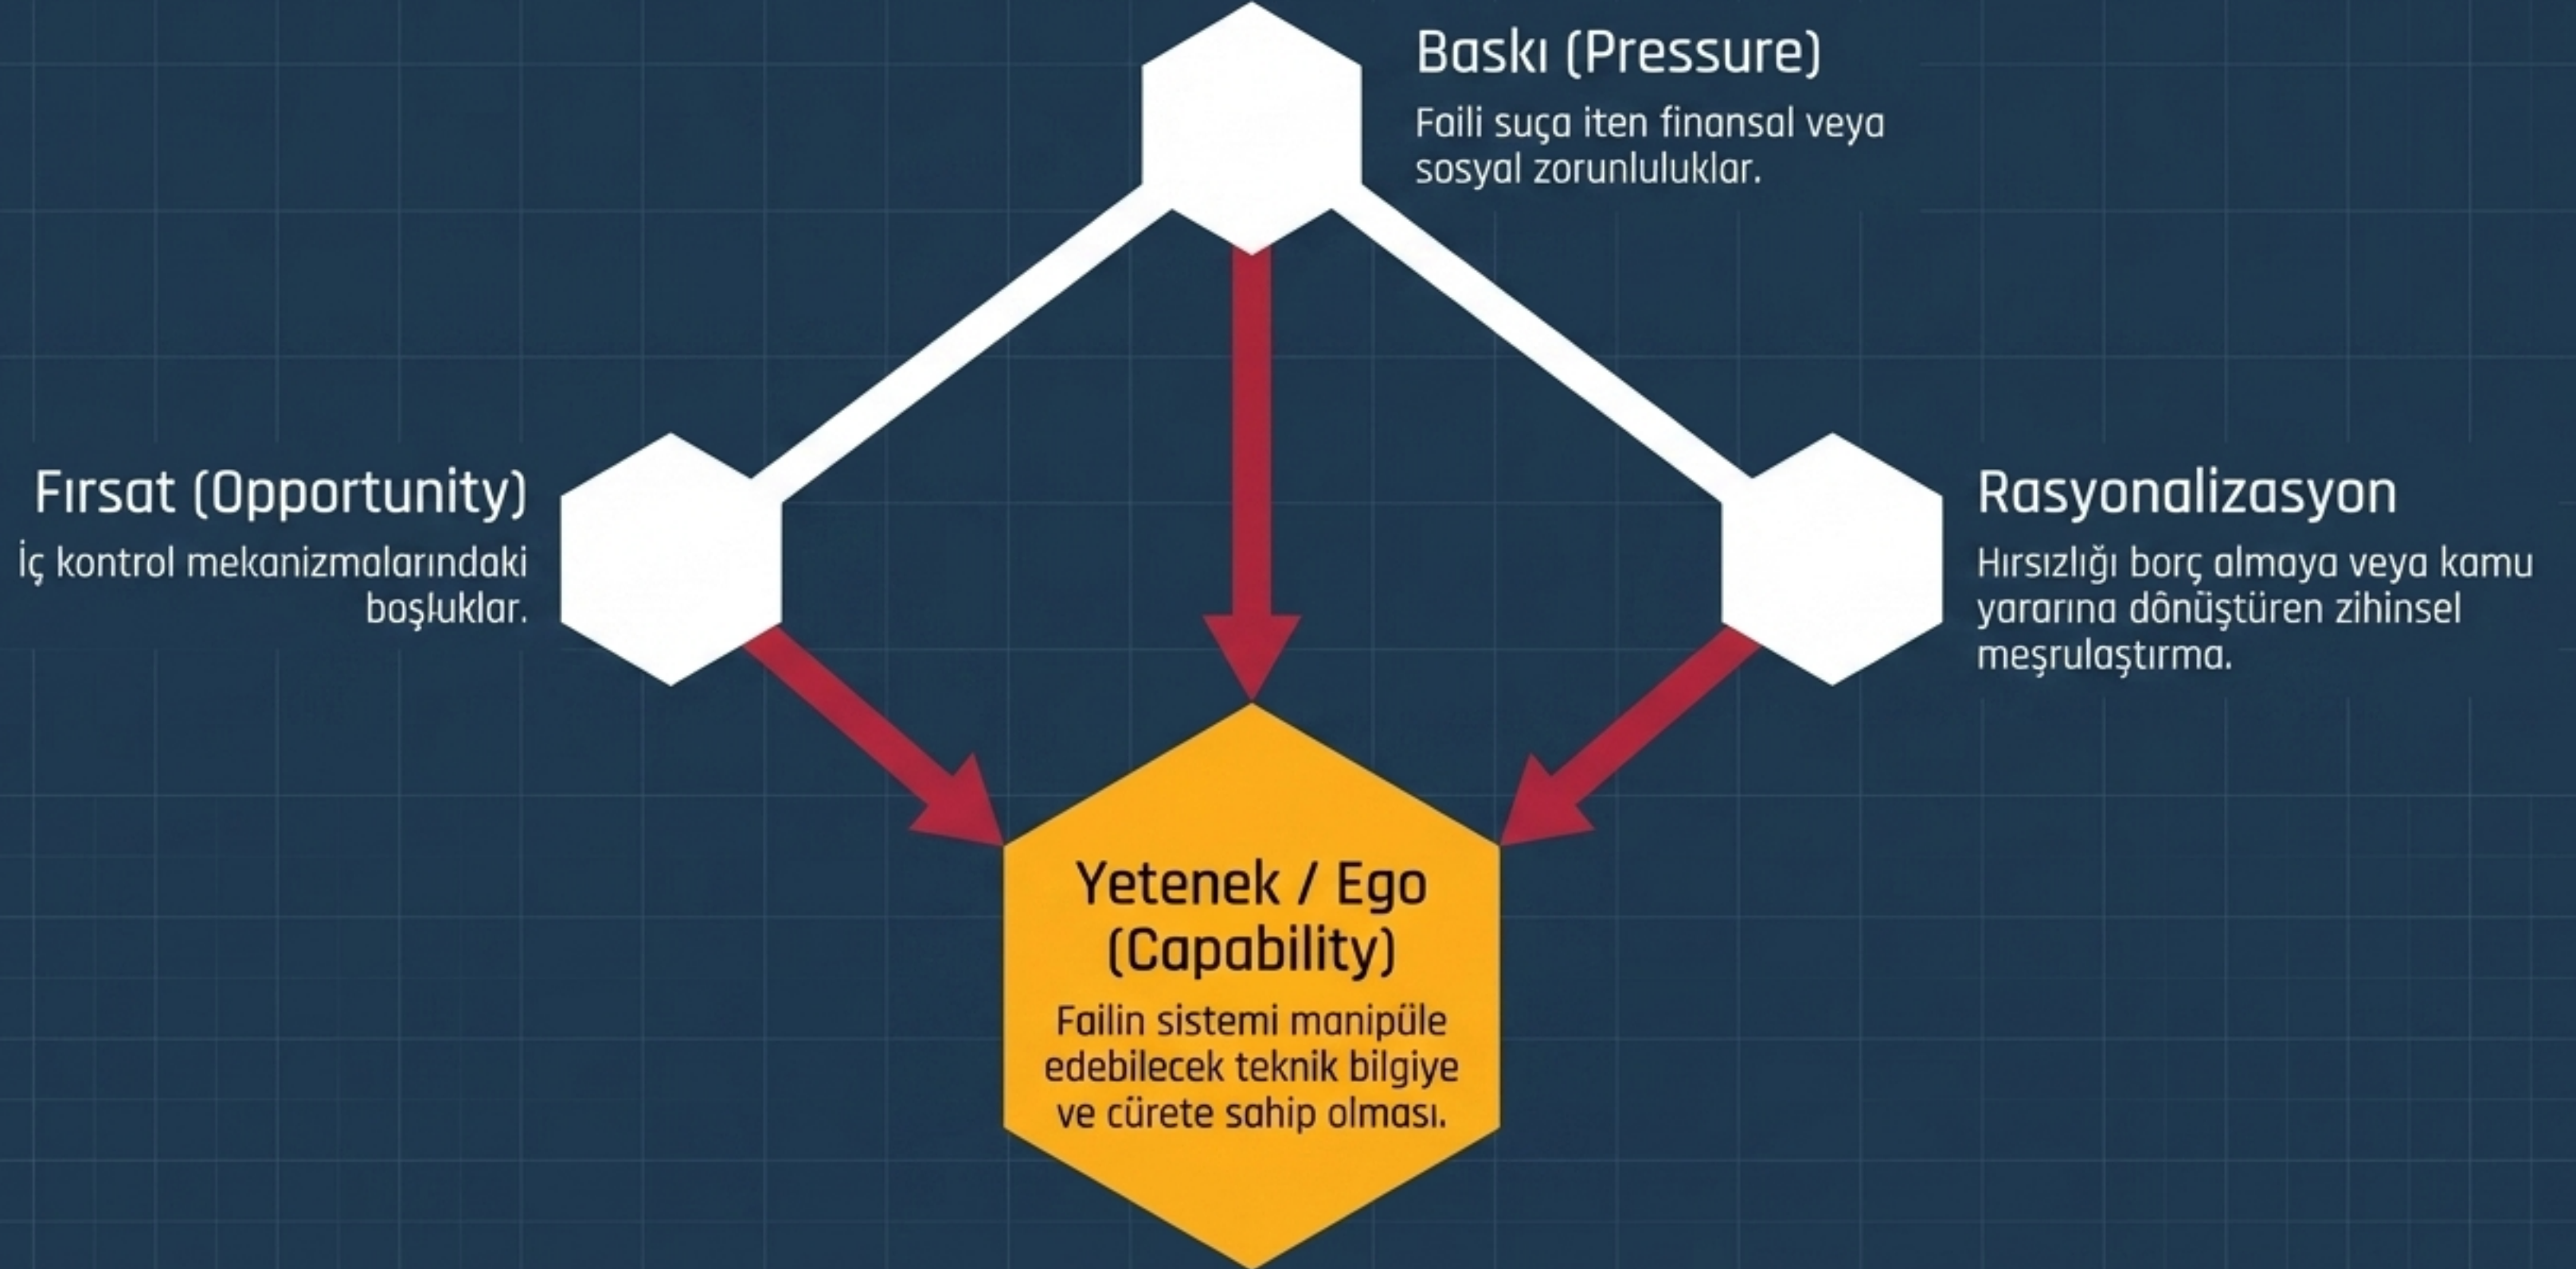 Baskı (Pressure)
Faili suça iten finansal veya
sosyal zorunluluklar.
Fırsat (Opportunity)
İç kontrol mekanizmalarındaki
boşluklar.
Rasyonalizasyon
Hırsızlığı borç almaya veya kamu
yararına dönüştüren zihinsel
meşrulaştırma.
Yetenek / Ego
(Capability)
Failin sistemi manipüle
edebilecek teknik bilgiye
ve cürete sahip olması.